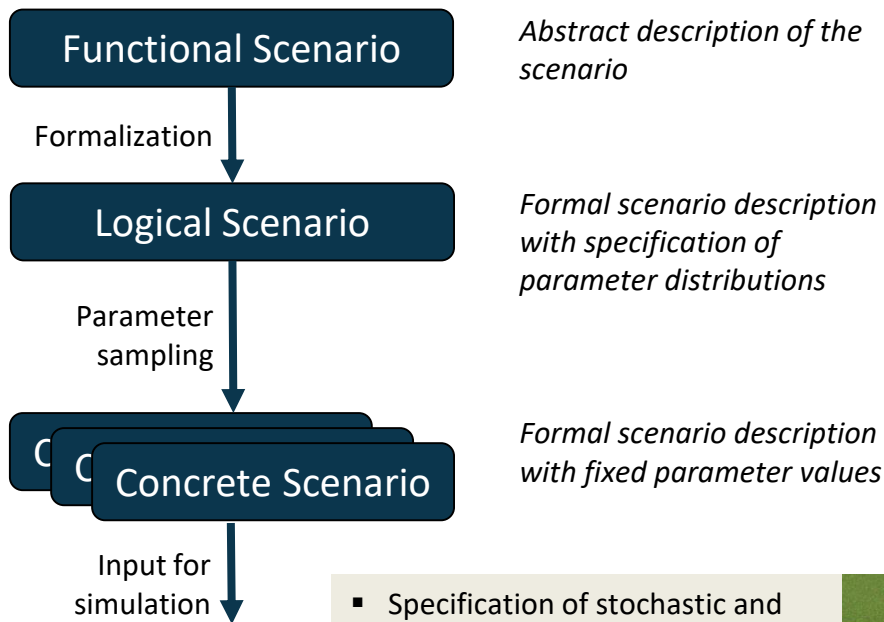 Functional Scenario
Abstract description of the
scenario
Formalization
Logical Scenario
Formal scenario description
with specification of
parameter distributions
Parameter
sampling
C
C
Concrete Scenario
Formal scenario description
with fixed parameter values
Input for
simulation
▪ Specification of stochastic and